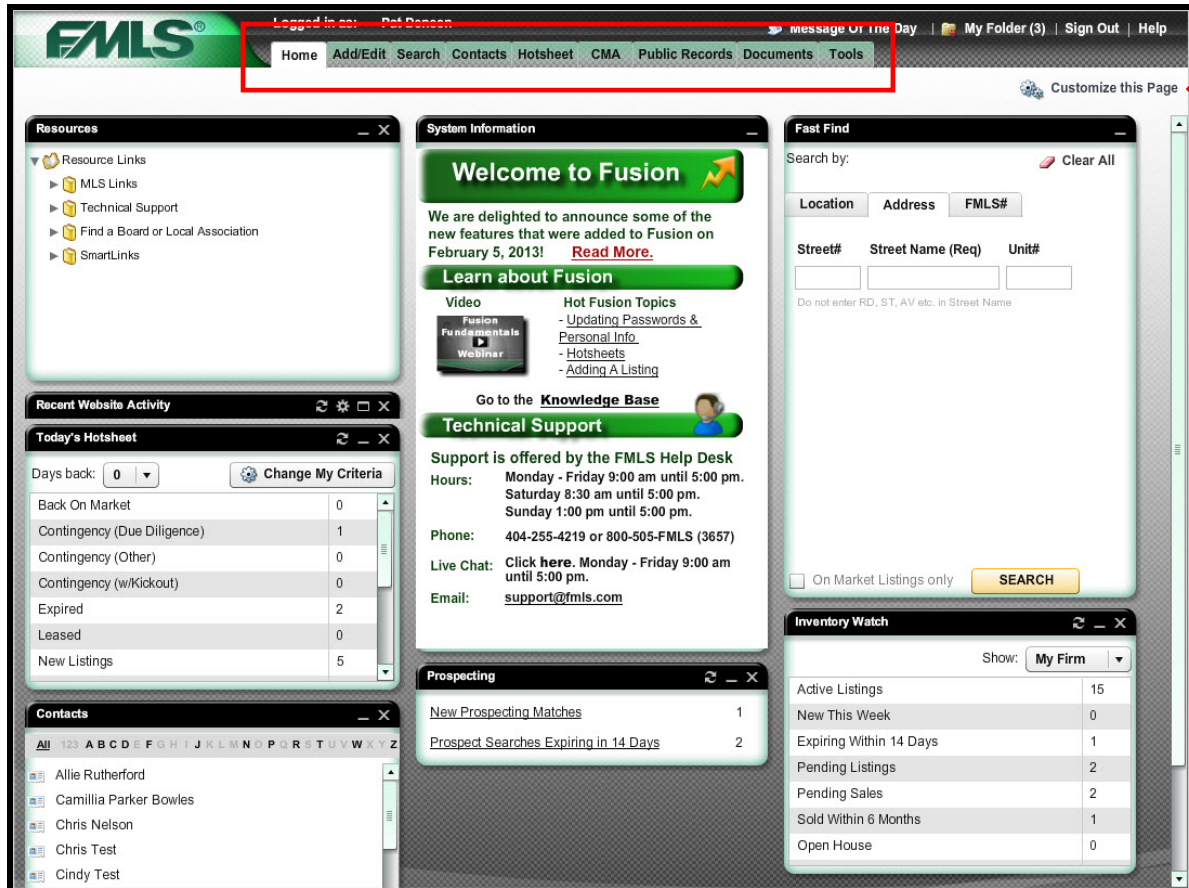 FMLS®
Logged in as: Pat Denson
Message Of The Day | My Folder (3) | Sign Out | Help
Home Add/Edit Search Contacts Hotsheet CMA Public Records Documents Tools
Customize this Page
Resources
Resource Links
MLS Links
Technical Support
Find a Board or Local Association
SmartLinks
Recent Website Activity
Today's Hotsheet
Days back: 0 Change My Criteria
Back On Market 0
Contingency (Due Diligence) 1
Contingency (Other) 0
Contingency (w/Kickout) 0
Expired 2
Leased 0
New Listings 5
Contacts
All 123 A B C D E F G H I J K L M N O P Q R S T U V W X Y Z
Allie Rutherford
Camillia Parker Bowles
Chris Nelson
Chris Test
Cindy Test
System Information
Welcome to Fusion
We are delighted to announce some of the
new features that were added to Fusion on
February 5, 2013! Read More.
Learn about Fusion
Video
Fusion
Fundamentals
Webinar
Hot Fusion Topics
- Updating Passwords &
Personal Info
- Hotsheets
- Adding A Listing
Go to the Knowledge Base
Technical Support
Support is offered by the FMLS Help Desk
Hours: Monday - Friday 9:00 am until 5:00 pm.
Saturday 8:30 am until 5:00 pm.
Sunday 1:00 pm until 5:00 pm.
Phone: 404-255-4219 or 800-505-FMLS (3657)
Live Chat: Click here. Monday - Friday 9:00 am
until 5:00 pm.
Email: support@fmls.com
Prospecting
New Prospecting Matches 1
Prospect Searches Expiring in 14 Days 2
Fast Find
Search by: Clear All
Location Address FMLS#
Street# Street Name (Req) Unit#
Do not enter RD, ST, AV etc. in Street Name
On Market Listings only SEARCH
Inventory Watch
Show: My Firm
Active Listings 15
New This Week 0
Expiring Within 14 Days 1
Pending Listings 2
Pending Sales 2
Sold Within 6 Months 1
Open House 0